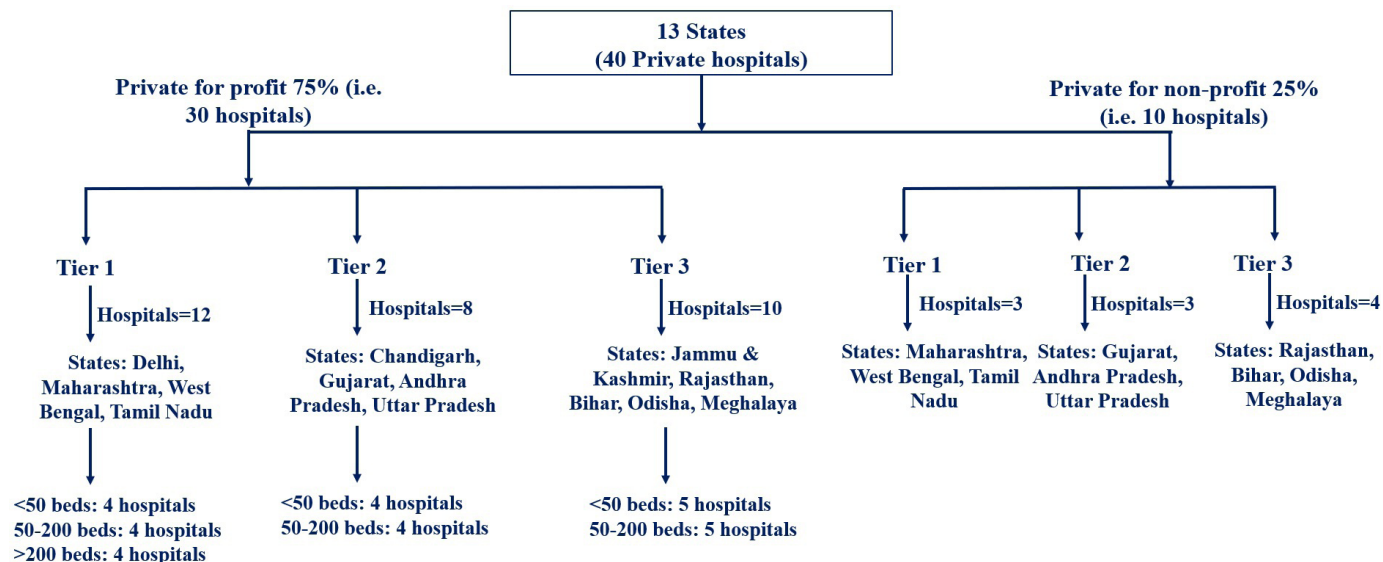 13 States
(40 Private hospitals)
Private for profit 75% (i.e.
30 hospitals)
Private for non-profit 25%
(i.e. 10 hospitals)
Tier 1
Hospitals=12
States: Delhi,
Maharashtra, West
Bengal, Tamil Nadu
<50 beds: 4 hospitals
50-200 beds: 4 hospitals
>200 beds: 4 hospitals
Tier 2
Hospitals=8
States: Chandigarh,
Gujarat, Andhra
Pradesh, Uttar Pradesh
<50 beds: 4 hospitals
50-200 beds: 4 hospitals
Tier 3
Hospitals=10
States: Jammu &
Kashmir, Rajasthan,
Bihar, Odisha, Meghalaya
<50 beds: 5 hospitals
50-200 beds: 5 hospitals
Tier 1
Hospitals=3
States: Maharashtra,
West Bengal, Tamil
Nadu
Tier 2
Hospitals=3
States: Gujarat,
Andhra Pradesh,
Uttar Pradesh
Tier 3
Hospitals=4
States: Rajasthan,
Bihar, Odisha,
Meghalaya